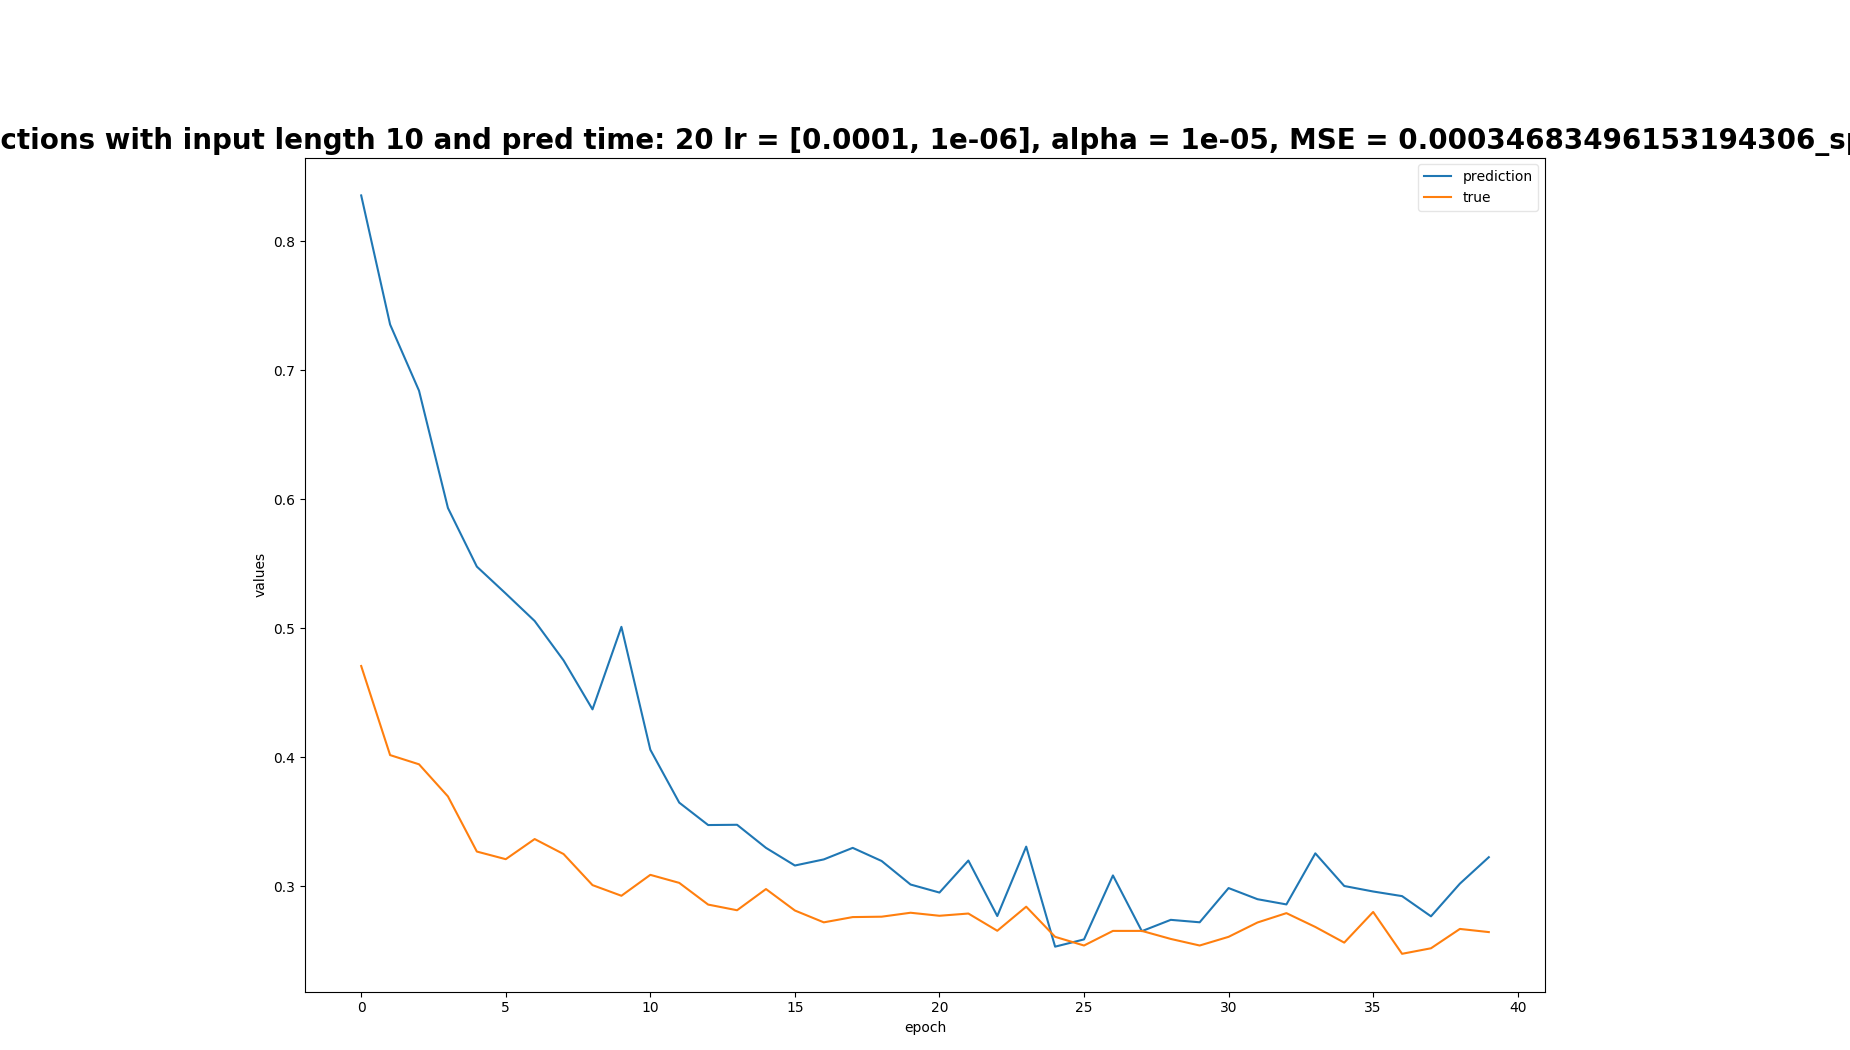 ctions with input length 10 and pred time: 20 lr = [0.0001, 1e-06], alpha = 1e-05, MSE = 0.00034683496153194306_sp
prediction
true
0.8
0.7
0.6
0.5
0.4
0.3
values
0 5 10 15 20 25 30 35 40
epoch